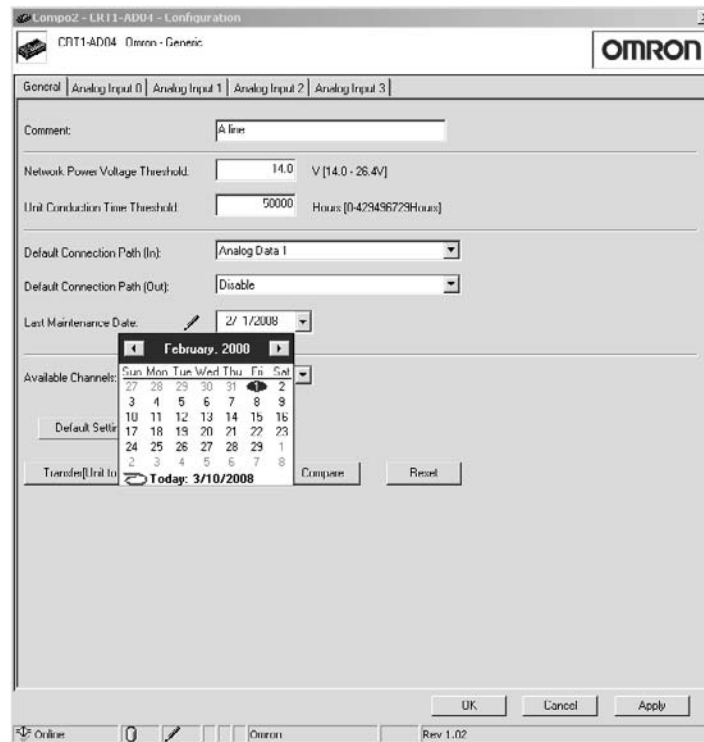 Compo2 - CRT1-AD04 - Configuration
CRT1-AD04 Omron - Generic
OMRON
General Analog Input 0 Analog Input 1 Analog Input 2 Analog Input 3
Comment: A line
Network Power Voltage Threshold: 14.0 V [14.0 - 26.4V]
Unit Conduction Time Threshold: 50000 Hours [0-429496729Hours]
Default Connection Path (In): Analog Data 1
Default Connection Path (Out): Disable
Last Maintenance Date: 2/ 1/2008
February, 2008
Available Channels:
Sun Mon Tue Wed Thu Fri Sat
27 28 29 30 31 1 2
3 4 5 6 7 8 9
10 11 12 13 14 15 16
Default Settin
17 18 19 20 21 22 23
24 25 26 27 28 29 1
2 3 4 5 6 7 8
Transfer[Unit to Compare Reset
Today: 3/10/2008
OK Cancel Apply
Online Omron Rev 1.02